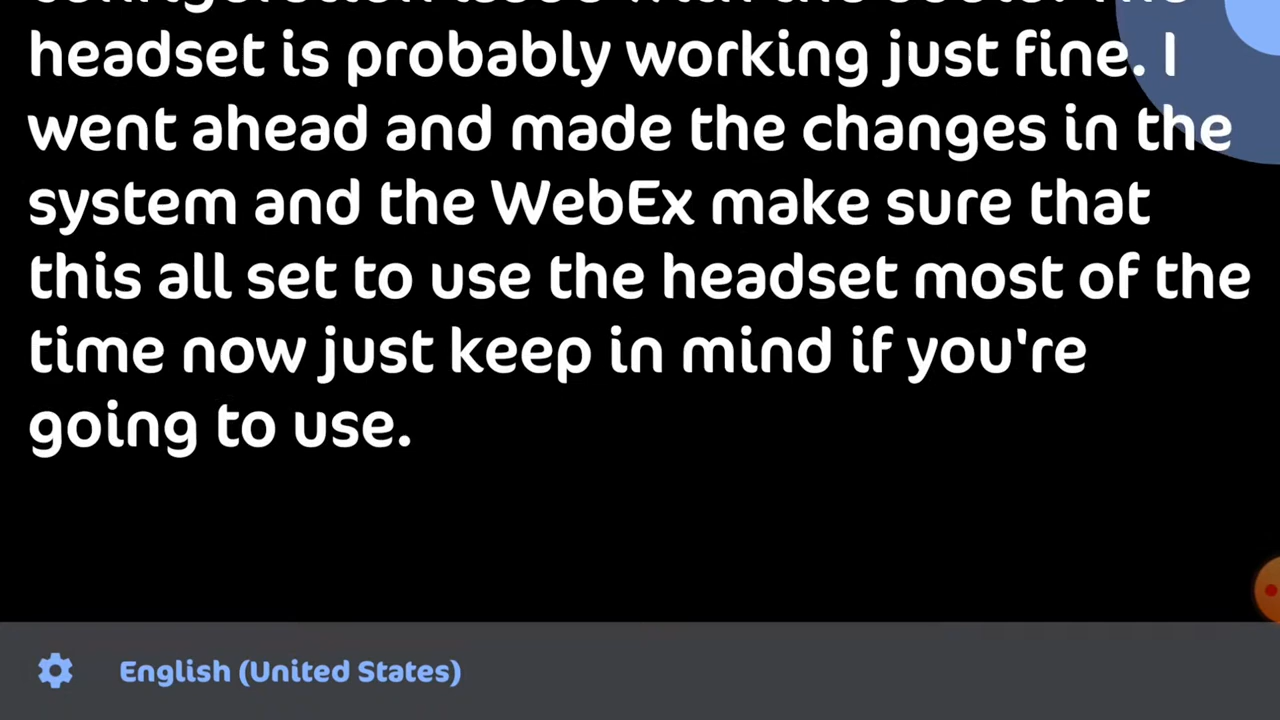 headset is probably working just fine. I
went ahead and made the changes in the
system and the WebEx make sure that
this all set to use the headset most of the
time now just keep in mind if you're
going to use.
English (United States)